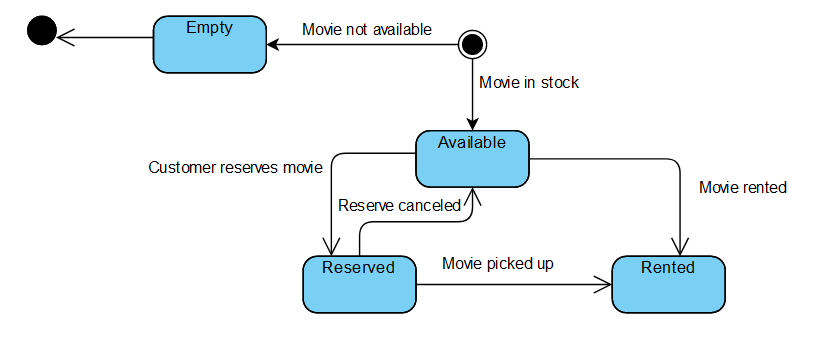 Empty
Movie not available
Movie in stock
Available
Customer reserves movie
Movie rented
Reserve canceled
Reserved
Movie picked up
Rented